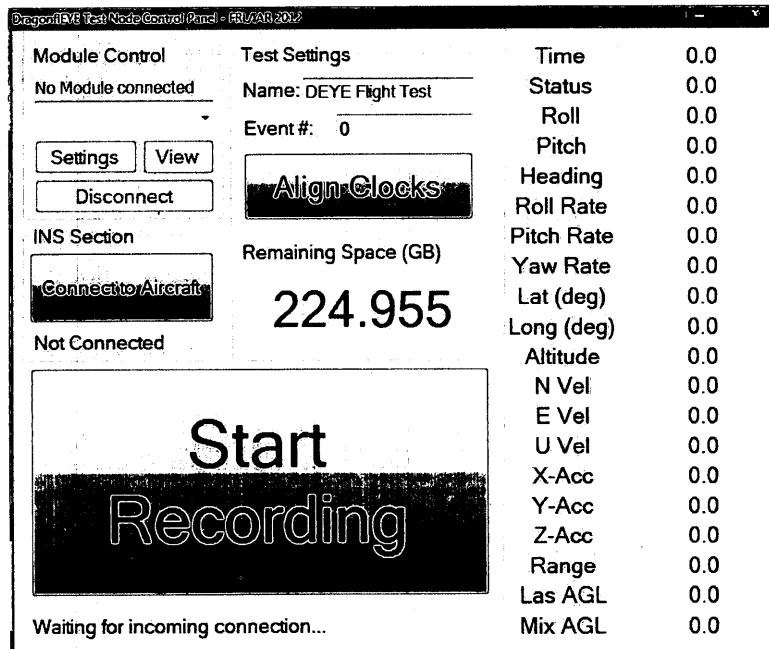 DragonflEYE Test Node Control Panel - FRL/IAR 2012
Module Control
No Module connected
Settings View
Disconnect
INS Section
Connect to Aircraft
Not Connected
Test Settings
Name: DEYE Flight Test
Event #: 0
Align Clocks
Remaining Space (GB)
224.955
Start
Recording
Waiting for incoming connection...
Time 0.0
Status 0.0
Roll 0.0
Pitch 0.0
Heading 0.0
Roll Rate 0.0
Pitch Rate 0.0
Yaw Rate 0.0
Lat (deg) 0.0
Long (deg) 0.0
Altitude 0.0
N Vel 0.0
E Vel 0.0
U Vel 0.0
X-Acc 0.0
Y-Acc 0.0
Z-Acc 0.0
Range 0.0
Las AGL 0.0
Mix AGL 0.0